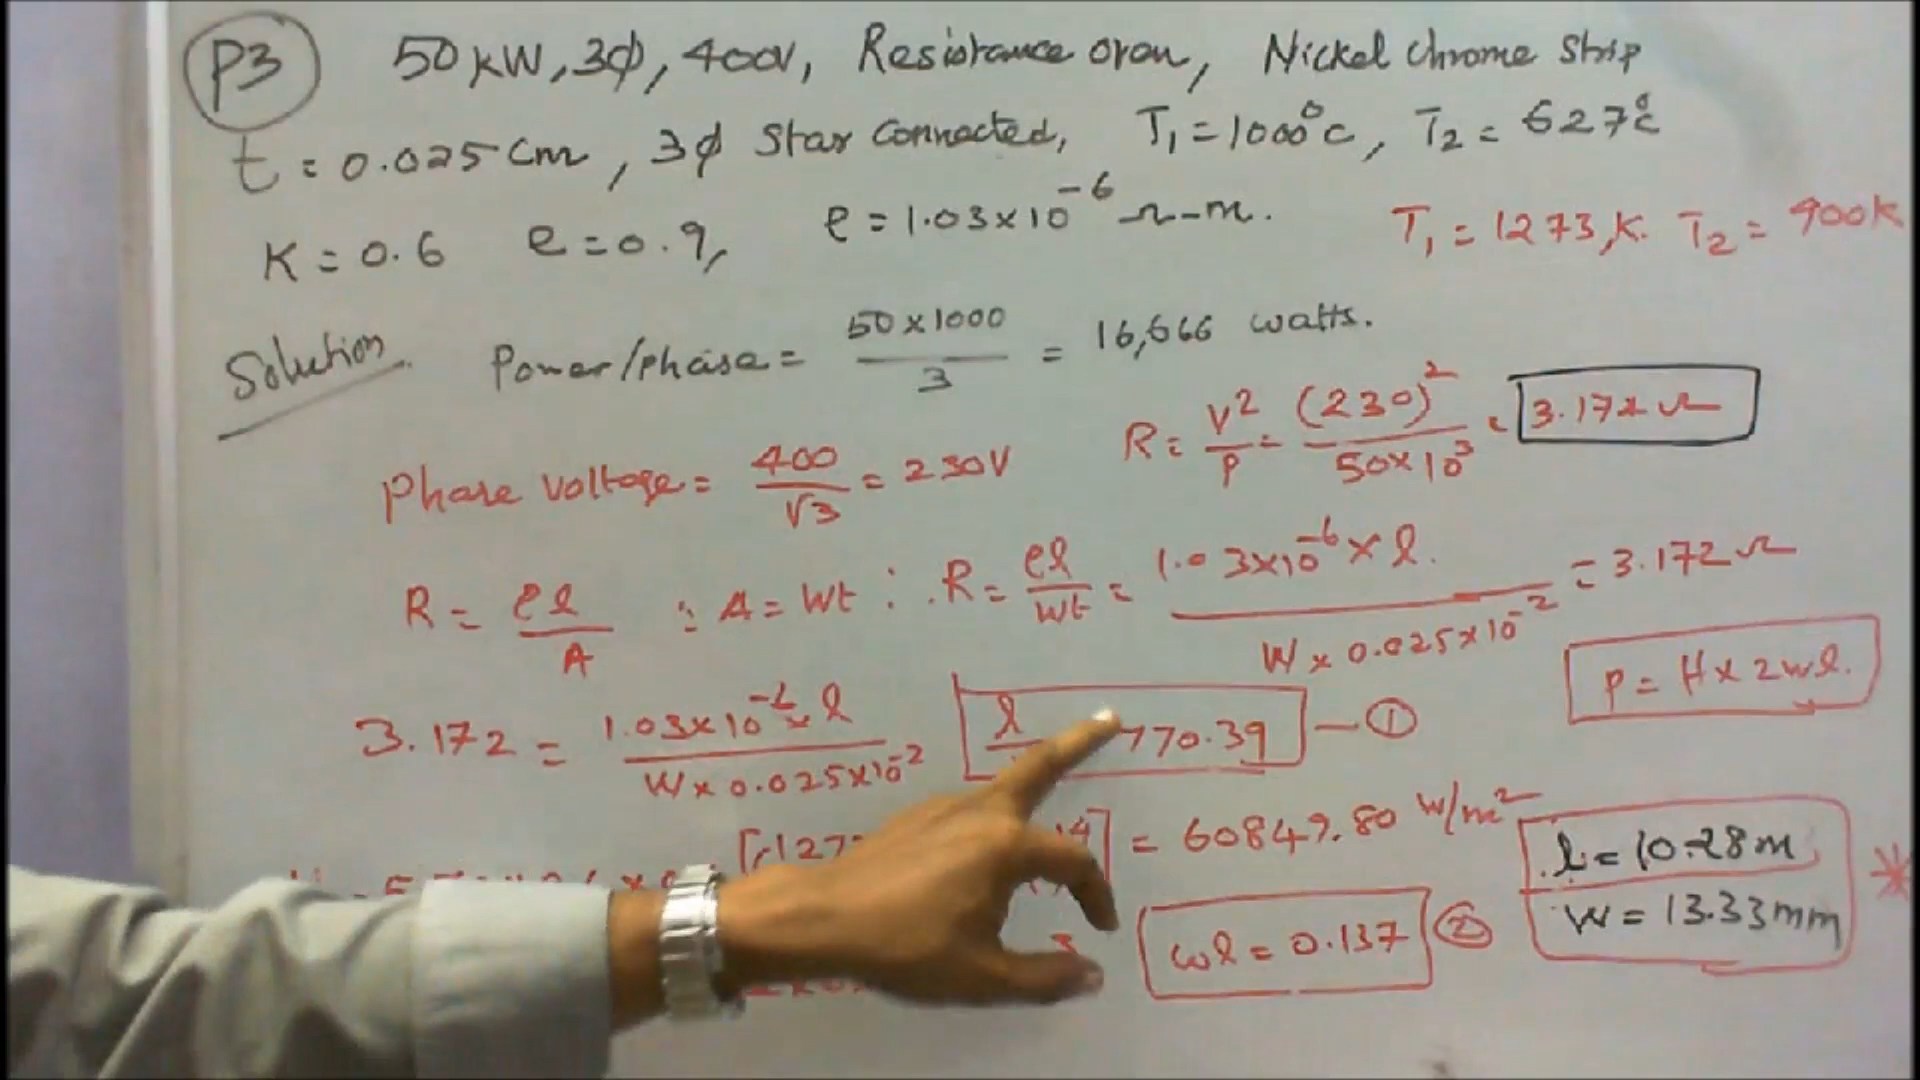 P3 50 kW, 3ϕ, 400V, Resistance oven, Nickel Chrome Strip
t = 0.025 cm, 3ϕ Star Connected, T₁ = 1000°C, T₂ = 627°C
K = 0.6 e = 0.9, ρ = 1.03×10⁻⁶ Ω-m. T₁ = 1273,K. T₂ = 900K
Solution Power/phase = 50×1000/3 = 16,666 watts.
Phase voltage = 400/√3 = 230V R = V²/P = (230)²/50×10³ = 3.172 Ω
R = ρl/A ∵ A = Wt ∴ R = ρl/Wt = 1.03×10⁻⁶ × l. / W × 0.025×10⁻² = 3.172 Ω
P = H × 2wl.
3.172 = 1.03×10⁻⁶ × l / W × 0.025×10⁻² l 770.39 — ①
[ 127 ] = 60849.80 W/m²
l = 10.28m
wl = 0.137 ② W = 13.33mm